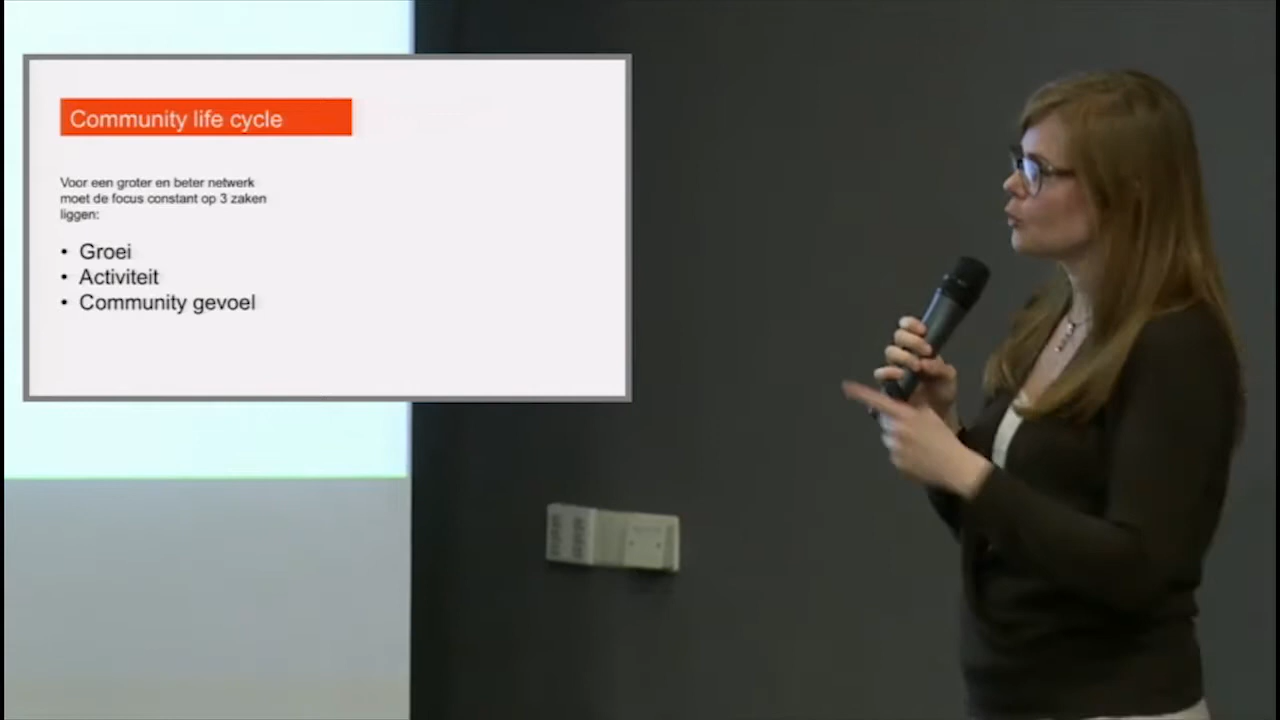 Community life cycle
Voor een groter en beter netwerk
moet de focus constant op 3 zaken
liggen:
• Groei
• Activiteit
• Community gevoel